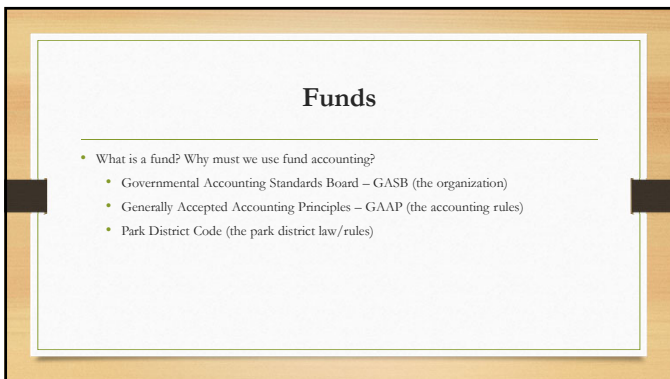 Funds
• What is a fund? Why must we use fund accounting?
• Governmental Accounting Standards Board – GASB (the organization)
• Generally Accepted Accounting Principles – GAAP (the accounting rules)
• Park District Code (the park district law/rules)